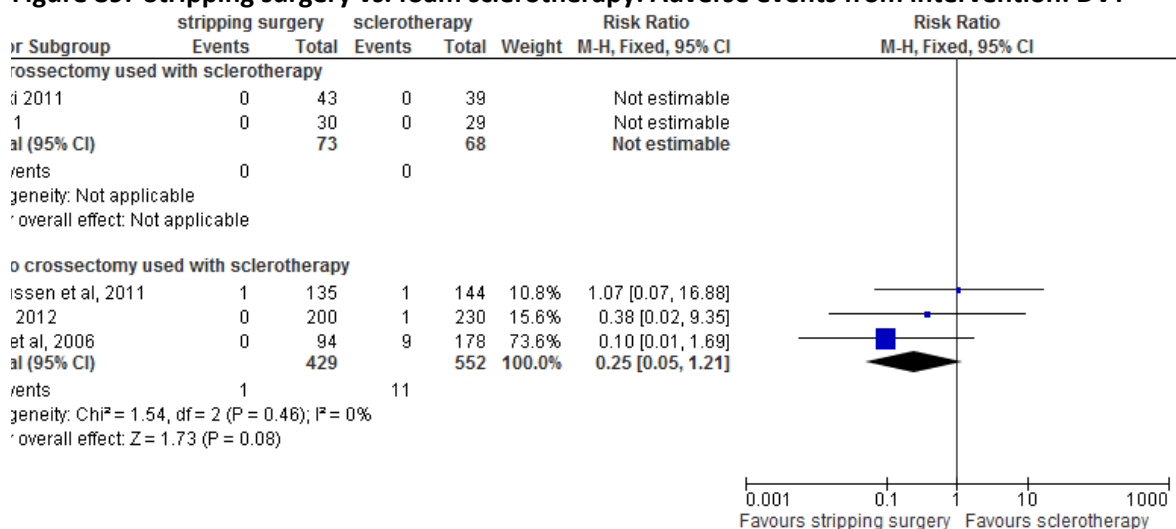 Figure 85: Stripping surgery vs. foam sclerotherapy: Adverse events from intervention: DVT
stripping surgery sclerotherapy Risk Ratio Risk Ratio
or Subgroup Events Total Events Total Weight M-H, Fixed, 95% CI M-H, Fixed, 95% CI
rossectomy used with sclerotherapy
ki 2011 0 43 0 39 Not estimable
1 0 30 0 29 Not estimable
al (95% CI) 73 68 Not estimable
vents 0 0
geneity: Not applicable
r overall effect: Not applicable
o crossectomy used with sclerotherapy
ussen et al, 2011 1 135 1 144 10.8% 1.07 [0.07, 16.88]
2012 0 200 1 230 15.6% 0.38 [0.02, 9.35]
et al, 2006 0 94 9 178 73.6% 0.10 [0.01, 1.69]
al (95% CI) 429 552 100.0% 0.25 [0.05, 1.21]
vents 1 11
geneity: Chi² = 1.54, df = 2 (P = 0.46); I² = 0%
r overall effect: Z = 1.73 (P = 0.08)
0.001 0.1 1 10 1000
Favours stripping surgery Favours sclerotherapy